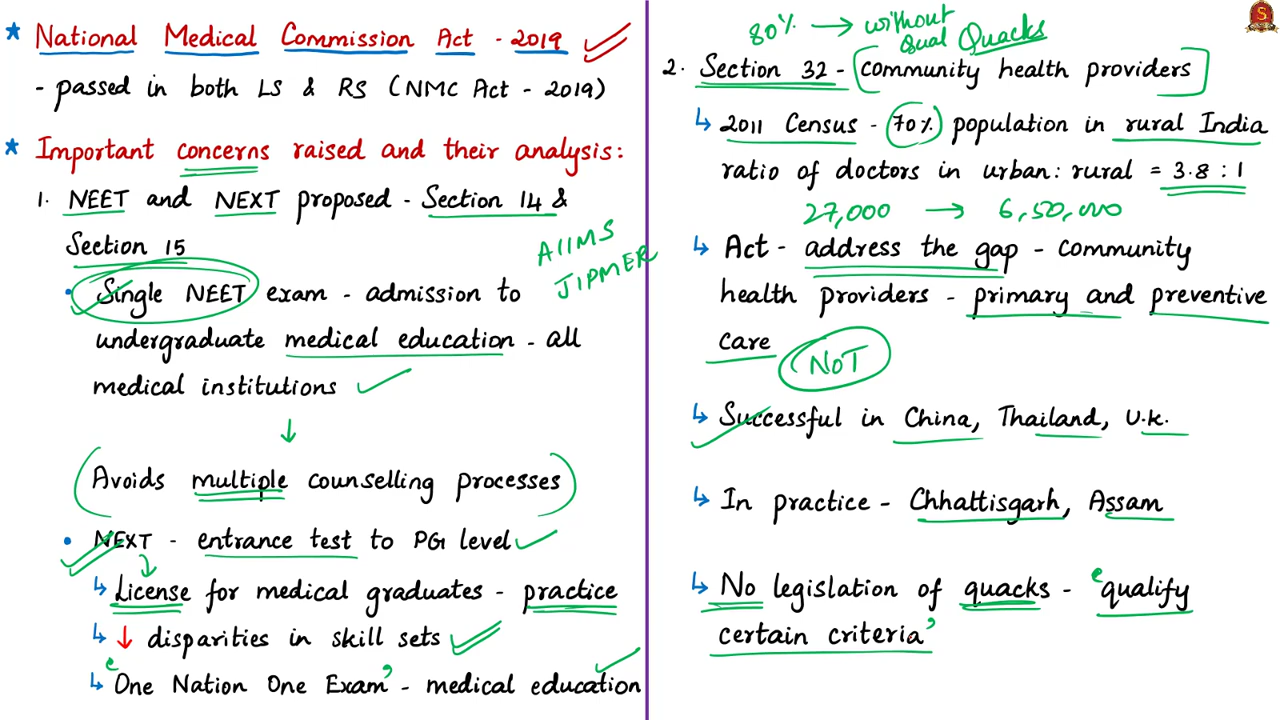 * National Medical Commission Act - 2019
- passed in both LS & RS (NMC Act - 2019)
* Important concerns raised and their analysis:
1. NEET and NEXT proposed - Section 14 &
Section 15
AIIMS
JIPMER
• Single NEET exam - admission to
undergraduate medical education - all
medical institutions ✓
↓
(Avoids multiple counselling processes)
• NEXT - entrance test to PG level
↳ License for medical graduates - practice
↳ ↓ disparities in skill sets
↳ 'One Nation One Exam' - medical education
80% → without
Qual Quacks
2. Section 32 - [community health providers]
↳ 2011 Census - 70% population in rural India
ratio of doctors in urban: rural = 3.8 : 1
27,000 → 6,50,000
↳ Act - address the gap - community
health providers - primary and preventive
care
NOT
↳ Successful in China, Thailand, U.K.
↳ In practice - Chhattisgarh, Assam
↳ No legislation of quacks - 'qualify
certain criteria'
S